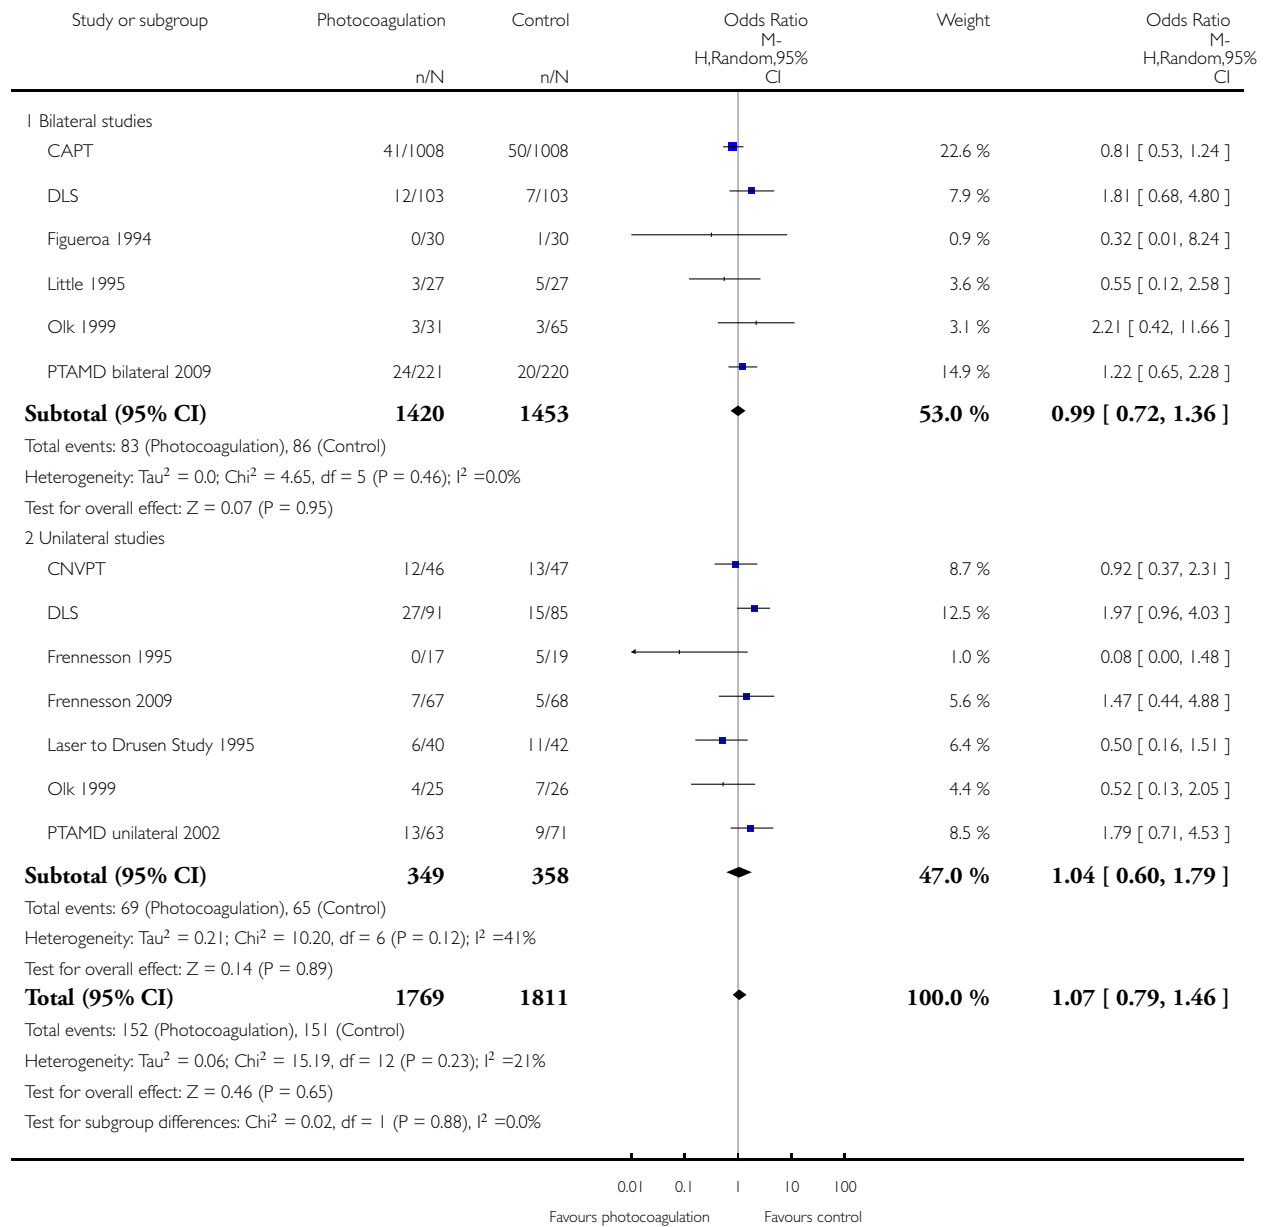 Study or subgroup Photocoagulation Control Odds Ratio Weight Odds Ratio
M- M-
H,Random,95% H,Random,95%
n/N n/N CI CI
1 Bilateral studies
CAPT 41/1008 50/1008 22.6 % 0.81 [ 0.53, 1.24 ]
DLS 12/103 7/103 7.9 % 1.81 [ 0.68, 4.80 ]
Figueroa 1994 0/30 1/30 0.9 % 0.32 [ 0.01, 8.24 ]
Little 1995 3/27 5/27 3.6 % 0.55 [ 0.12, 2.58 ]
Olk 1999 3/31 3/65 3.1 % 2.21 [ 0.42, 11.66 ]
PTAMD bilateral 2009 24/221 20/220 14.9 % 1.22 [ 0.65, 2.28 ]
Subtotal (95% CI) 1420 1453 53.0 % 0.99 [ 0.72, 1.36 ]
Total events: 83 (Photocoagulation), 86 (Control)
Heterogeneity: Tau² = 0.0; Chi² = 4.65, df = 5 (P = 0.46); I² =0.0%
Test for overall effect: Z = 0.07 (P = 0.95)
2 Unilateral studies
CNVPT 12/46 13/47 8.7 % 0.92 [ 0.37, 2.31 ]
DLS 27/91 15/85 12.5 % 1.97 [ 0.96, 4.03 ]
Frennesson 1995 0/17 5/19 1.0 % 0.08 [ 0.00, 1.48 ]
Frennesson 2009 7/67 5/68 5.6 % 1.47 [ 0.44, 4.88 ]
Laser to Drusen Study 1995 6/40 11/42 6.4 % 0.50 [ 0.16, 1.51 ]
Olk 1999 4/25 7/26 4.4 % 0.52 [ 0.13, 2.05 ]
PTAMD unilateral 2002 13/63 9/71 8.5 % 1.79 [ 0.71, 4.53 ]
Subtotal (95% CI) 349 358 47.0 % 1.04 [ 0.60, 1.79 ]
Total events: 69 (Photocoagulation), 65 (Control)
Heterogeneity: Tau² = 0.21; Chi² = 10.20, df = 6 (P = 0.12); I² =41%
Test for overall effect: Z = 0.14 (P = 0.89)
Total (95% CI) 1769 1811 100.0 % 1.07 [ 0.79, 1.46 ]
Total events: 152 (Photocoagulation), 151 (Control)
Heterogeneity: Tau² = 0.06; Chi² = 15.19, df = 12 (P = 0.23); I² =21%
Test for overall effect: Z = 0.46 (P = 0.65)
Test for subgroup differences: Chi² = 0.02, df = 1 (P = 0.88), I² =0.0%
0.01 0.1 1 10 100
Favours photocoagulation Favours control